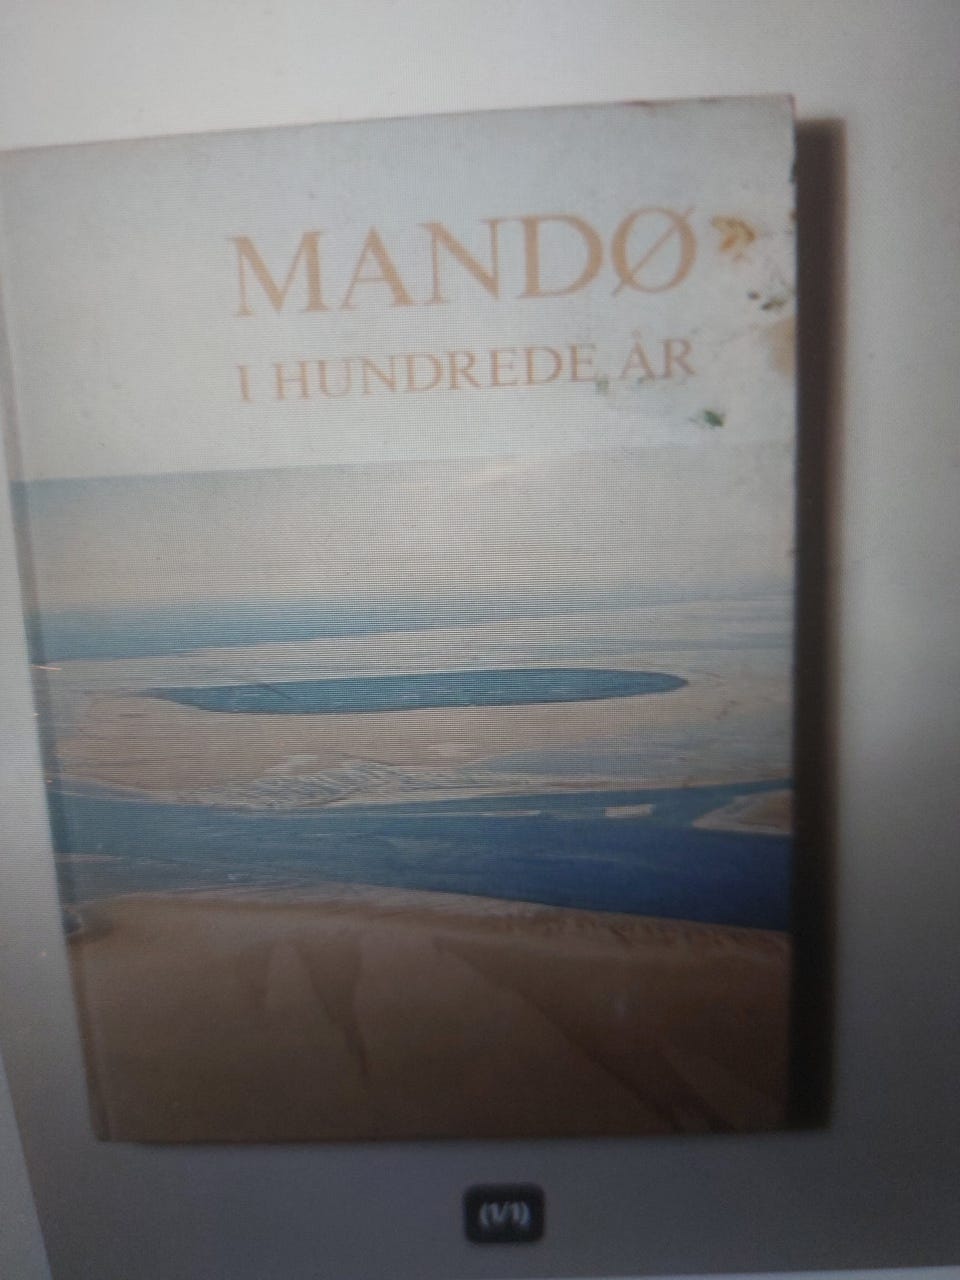 MANDØ
I HUNDREDE ÅR
(1/1)